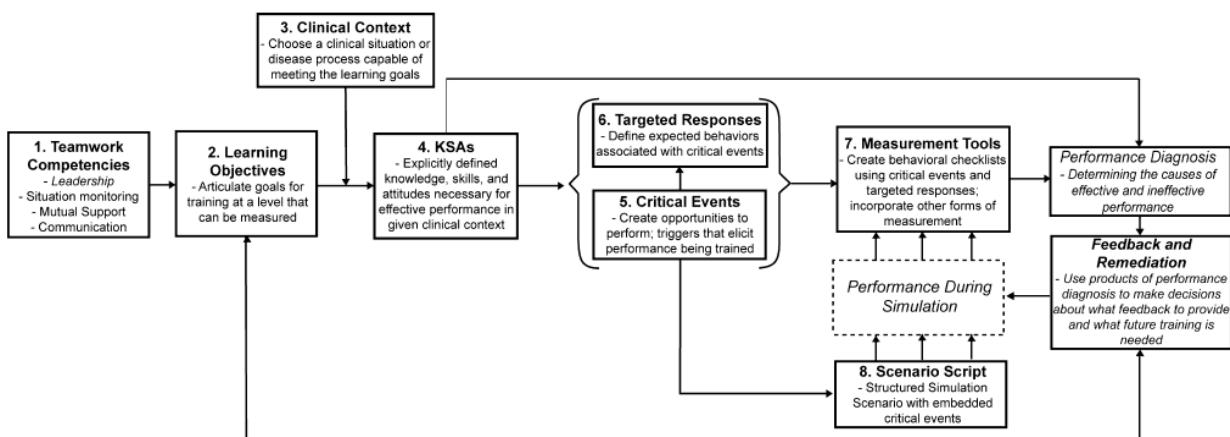 3. Clinical Context
- Choose a clinical situation or
disease process capable of
meeting the learning goals
1. Teamwork
Competencies
- Leadership
- Situation monitoring
- Mutual Support
- Communication
2. Learning
Objectives
- Articulate goals for
training at a level that
can be measured
4. KSAs
- Explicitly defined
knowledge, skills, and
attitudes necessary for
effective performance in
given clinical context
6. Targeted Responses
- Define expected behaviors
associated with critical events
5. Critical Events
- Create opportunities to
perform; triggers that elicit
performance being trained
7. Measurement Tools
- Create behavioral checklists
using critical events and
targeted responses;
incorporate other forms of
measurement
Performance During
Simulation
8. Scenario Script
- Structured Simulation
Scenario with embedded
critical events
Performance Diagnosis
- Determining the causes of
effective and ineffective
performance
Feedback and
Remediation
- Use products of performance
diagnosis to make decisions
about what feedback to provide
and what future training is
needed